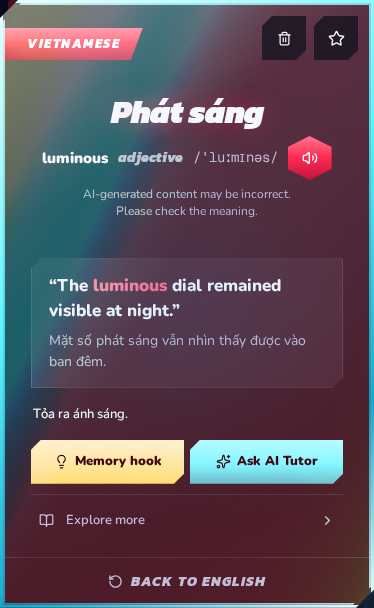 VIETNAMESE
Phát sáng
luminous adjective /ˈluːmɪnəs/
AI-generated content may be incorrect.
Please check the meaning.
“The luminous dial remained
visible at night.”
Mặt số phát sáng vẫn nhìn thấy được vào
ban đêm.
Tỏa ra ánh sáng.
Memory hook
Ask AI Tutor
Explore more
BACK TO ENGLISH